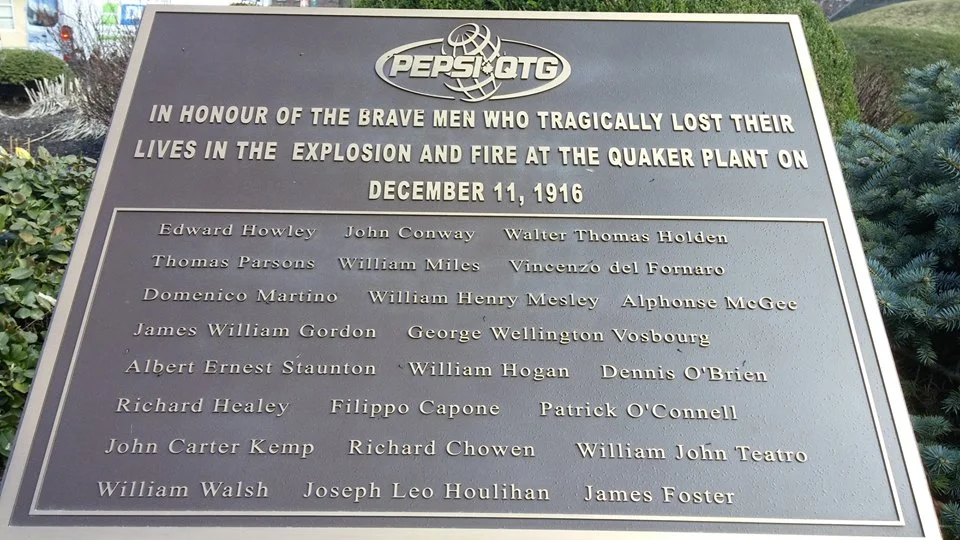 PEPSI QTG
IN HONOUR OF THE BRAVE MEN WHO TRAGICALLY LOST THEIR
LIVES IN THE EXPLOSION AND FIRE AT THE QUAKER PLANT ON
DECEMBER 11, 1916
Edward Howley John Conway Walter Thomas Holden
Thomas Parsons William Miles Vincenzo del Fornaro
Domenico Martino William Henry Mesley Alphonse McGee
James William Gordon George Wellington Vosbourg
Albert Ernest Staunton William Hogan Dennis O'Brien
Richard Healey Filippo Capone Patrick O'Connell
John Carter Kemp Richard Chowen William John Teatro
William Walsh Joseph Leo Houlihan James Foster